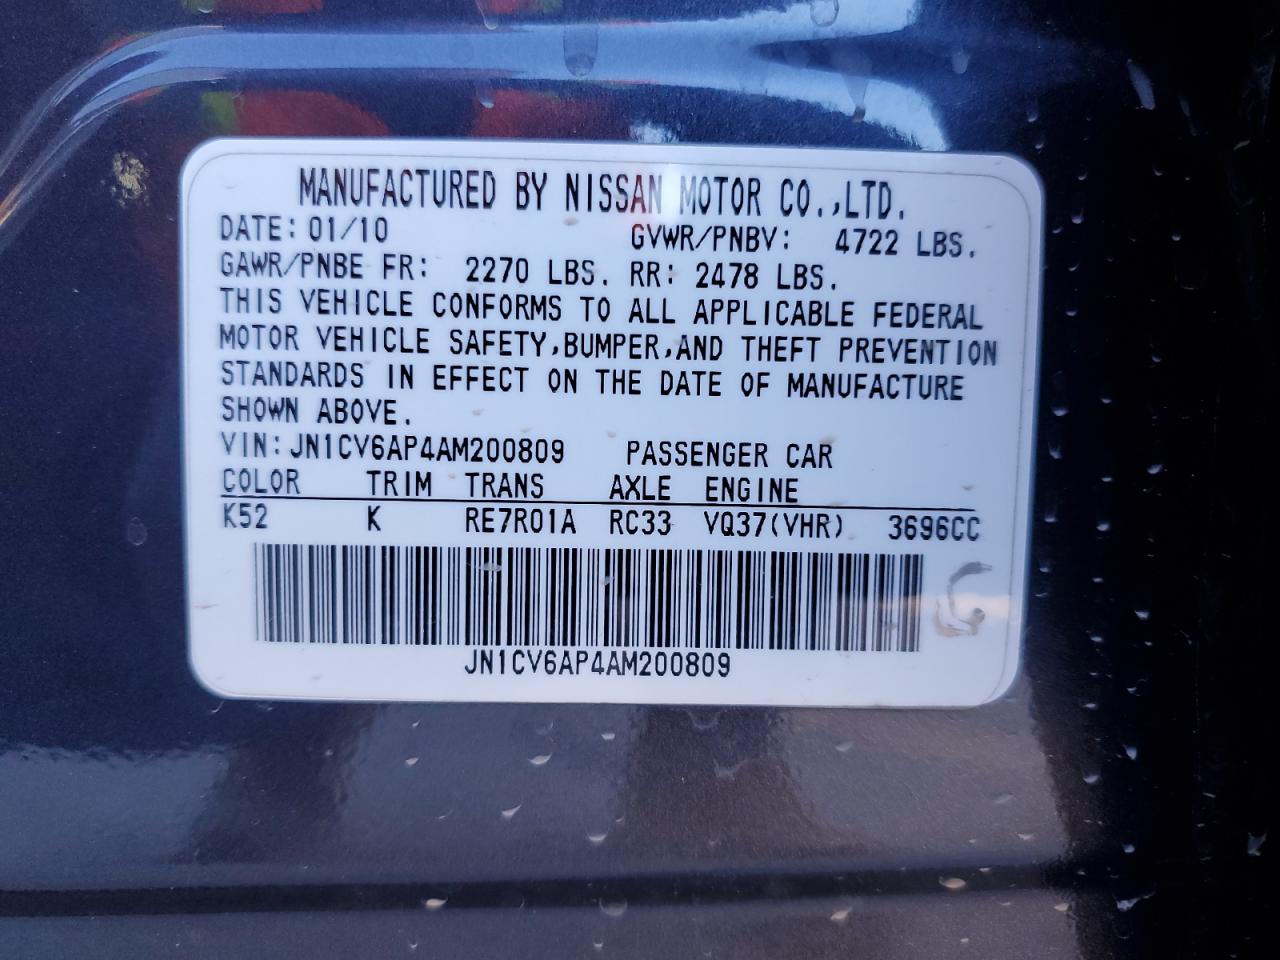 MANUFACTURED BY NISSAN MOTOR CO.,LTD.
DATE: 01/10 GVWR/PNBV: 4722 LBS.
GAWR/PNBE FR: 2270 LBS. RR: 2478 LBS.
THIS VEHICLE CONFORMS TO ALL APPLICABLE FEDERAL
MOTOR VEHICLE SAFETY,BUMPER,AND THEFT PREVENTION
STANDARDS IN EFFECT ON THE DATE OF MANUFACTURE
SHOWN ABOVE.
VIN:JN1CV6AP4AM200809 PASSENGER CAR
COLOR TRIM TRANS AXLE ENGINE
K52 K RE7R01A RC33 VQ37(VHR) 3696CC
JN1CV6AP4AM200809